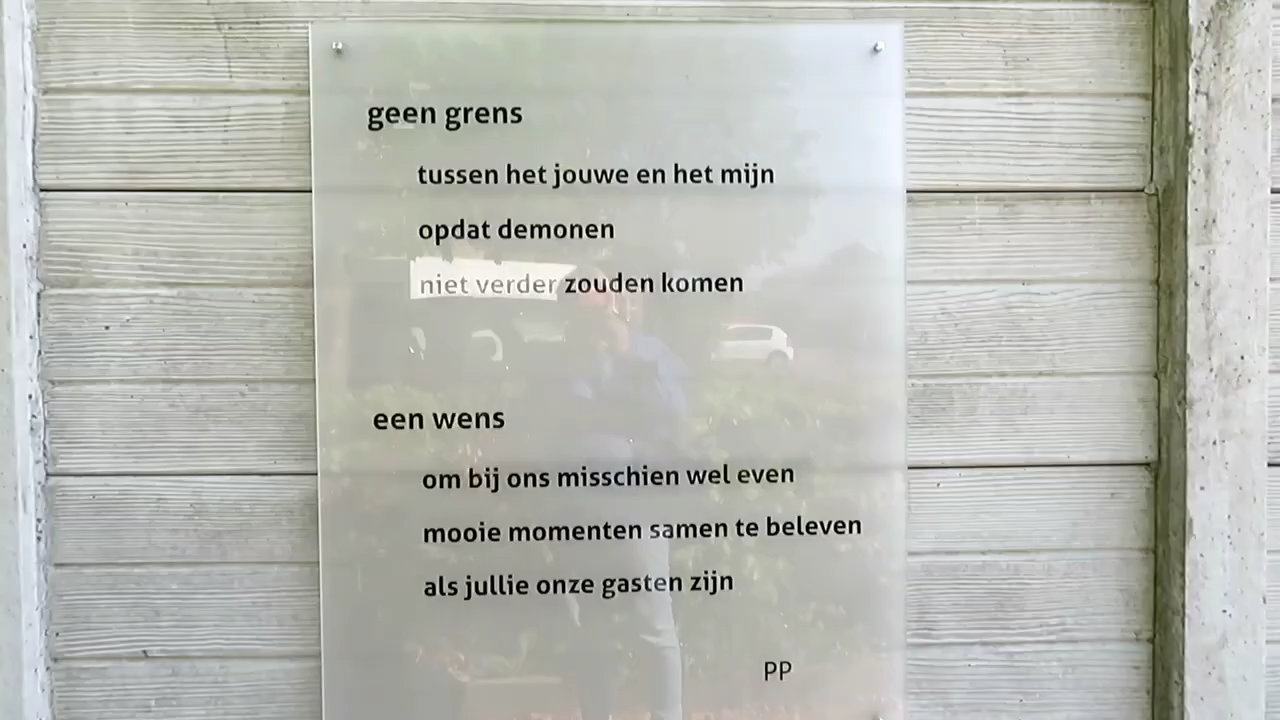 geen grens
tussen het jouwe en het mijn
opdat demonen
niet verder zouden komen
een wens
om bij ons misschien wel even
mooie momenten samen te beleven
als jullie onze gasten zijn
PP